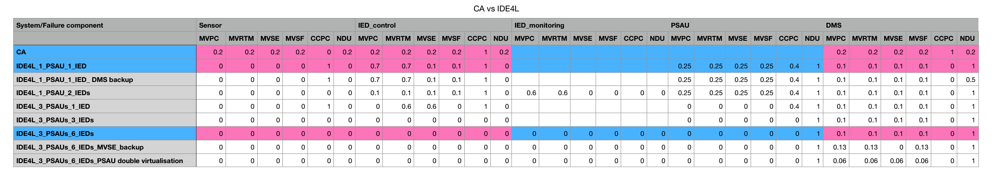 CA vs IDE4L
System/Failure component Sensor IED_control IED_monitoring PSAU DMS
MVPC MVRTM MVSE MVSF CCPC NDU MVPC MVRTM MVSE MVSF CCPC NDU MVPC MVRTM MVSE MVSF CCPC NDU MVPC MVRTM MVSE MVSF CCPC NDU MVPC MVRTM MVSE MVSF CCPC NDU
CA 0.2 0.2 0.2 0.2 0 0.2 0.2 0.2 0.2 0.2 1 0.2 0.2 0.2 0.2 0.2 1 0.2
IDE4L_1_PSAU_1_IED 0 0 0 0 1 0 0.7 0.7 0.1 0.1 1 0 0.25 0.25 0.25 0.25 0.4 1 0.1 0.1 0.1 0.1 0 1
IDE4L_1_PSAU_1_IED_ DMS backup 0 0 0 0 1 0 0.7 0.7 0.1 0.1 1 0 0.25 0.25 0.25 0.25 0.4 1 0.1 0.1 0.1 0.1 0 0.5
IDE4L_1_PSAU_2_IEDs 0 0 0 0 0 0 0.1 0.1 0.1 0.1 1 0 0.6 0.6 0 0 0 0 0.25 0.25 0.25 0.25 0.4 1 0.1 0.1 0.1 0.1 0 1
IDE4L_3_PSAUs_1_IED 0 0 0 0 1 0 0 0.6 0.6 0 1 0 0 0 0 0 0.4 1 0.1 0.1 0.1 0.1 0 1
IDE4L_3_PSAUs_3_IEDs 0 0 0 0 0 0 0 0 0 0 0 0 0 0 0 0 0 1 0.1 0.1 0.1 0.1 0 1
IDE4L_3_PSAUs_6_IEDs 0 0 0 0 0 0 0 0 0 0 0 0 0 0 0 0 0 0 0 0 0 0 0 1 0.1 0.1 0.1 0.1 0 1
IDE4L_3_PSAUs_6_IEDs_MVSE_backup 0 0 0 0 0 0 0 0 0 0 0 0 0 0 0 0 0 0 0 0 0 0 0 1 0.13 0.13 0 0.13 0 1
IDE4L_3_PSAUs_6_IEDs_PSAU double virtualisation 0 0 0 0 0 0 0 0 0 0 0 0 0 0 0 0 0 0 0 0 0 0 0 1 0.06 0.06 0.06 0.06 0 1